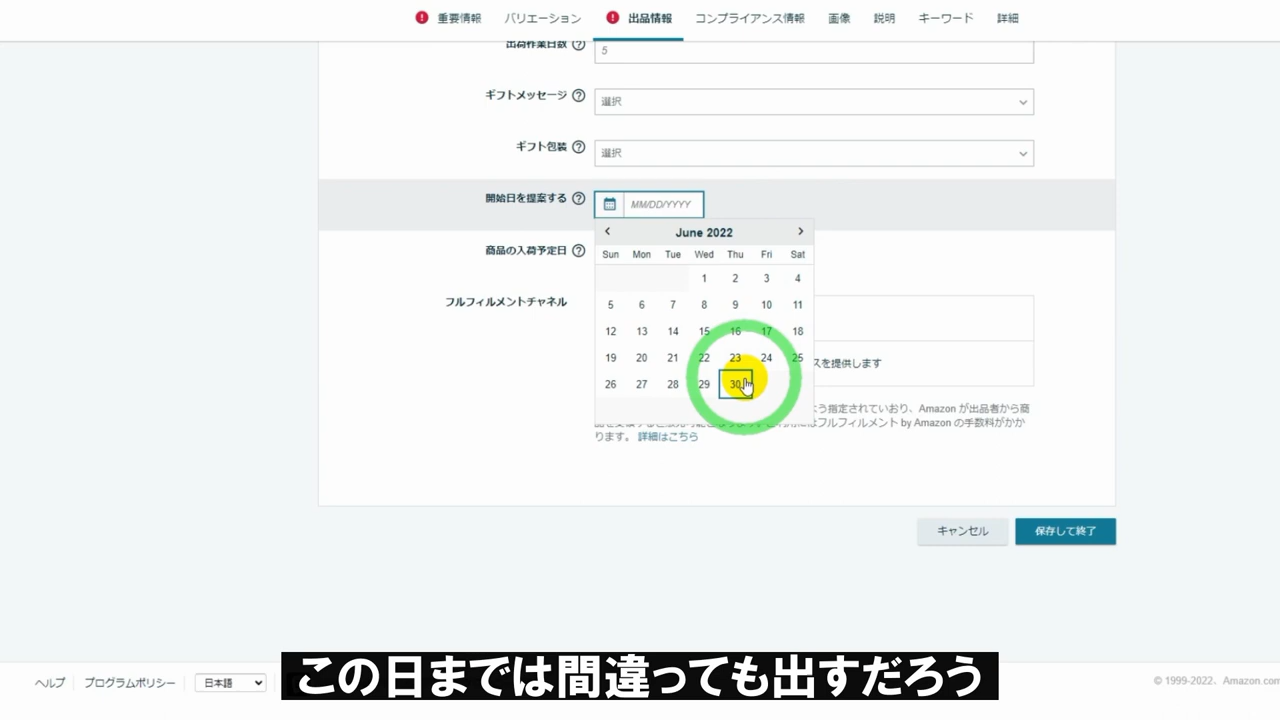 重要情報 バリエーション 出品情報 コンプライアンス情報 画像 説明 キーワード 詳細
出荷作業日数 5
ギフトメッセージ 選択
ギフト包装 選択
開始日を提案する MM/DD/YYYY
June 2022
商品の入荷予定日
Sun Mon Tue Wed Thu Fri Sat
1 2 3 4
フルフィルメントチャネル
5 6 7 8 9 10 11
12 13 14 15 16 17 18
19 20 21 22 23 24 25
スを提供します
26 27 28 29 30
よう指定されていおり、Amazon が出品者から商
フルフィルメント by Amazon の手数料がかか
ります。 詳細はこちら
キャンセル 保存して終了
この日までは間違っても出すだろう
ヘルプ プログラムポリシー 日本語
© 1999-2022、Amazon.com